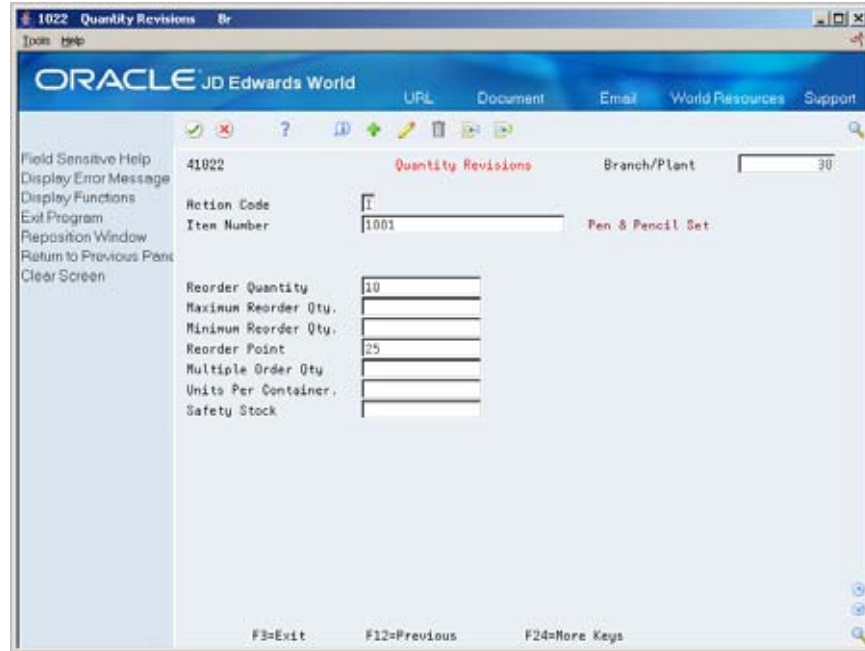 1022 Quantity Revisions Br
Tools Help
ORACLE JD Edwards World
URL Document Email World Resources Support
Field Sensitive Help
Display Error Message
Display Functions
Exit Program
Reposition Window
Return to Previous Pane
Clear Screen
41022 Quantity Revisions Branch/Plant 30
Action Code I
Item Number 1001 Pen & Pencil Set
Reorder Quantity 10
Maximum Reorder Qty.
Minimum Reorder Qty.
Reorder Point 25
Multiple Order Qty
Units Per Container.
Safety Stock
F3=Exit F12=Previous F24=More Keys